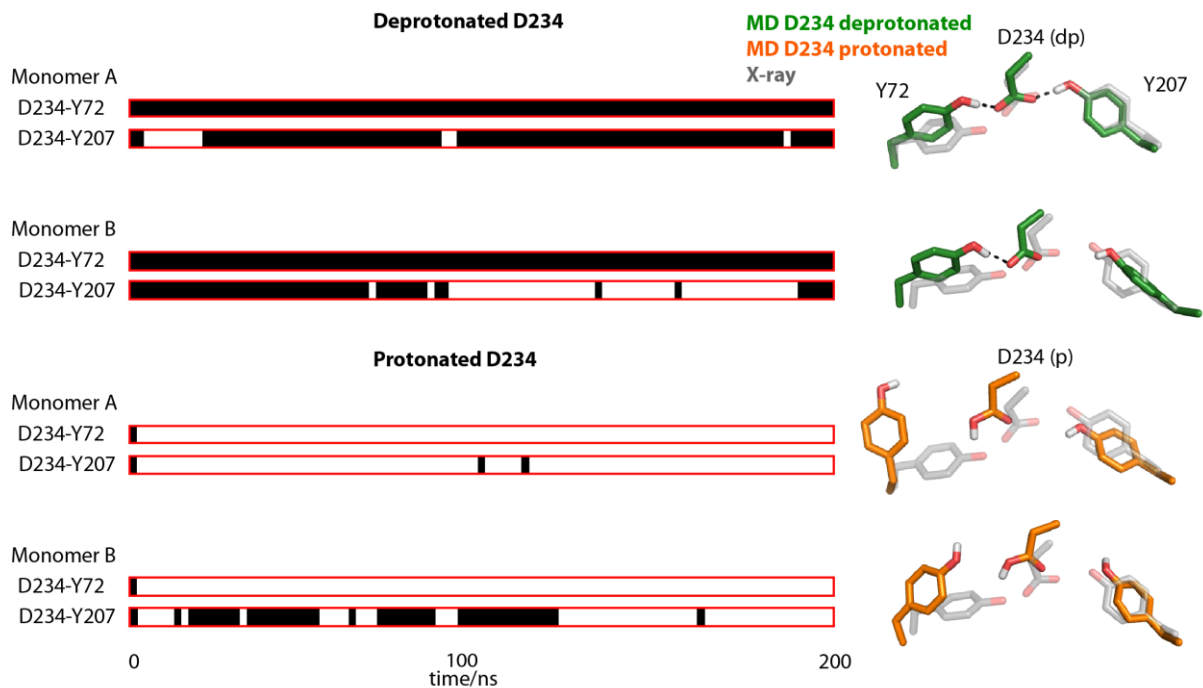 Deprotonated D234
MD D234 deprotonated
MD D234 protonated
X-ray
D234 (dp)
Y72
Y207
Monomer A
D234-Y72
D234-Y207
Monomer B
D234-Y72
D234-Y207
Protonated D234
D234 (p)
Monomer A
D234-Y72
D234-Y207
Monomer B
D234-Y72
D234-Y207
0 100 200
time/ns